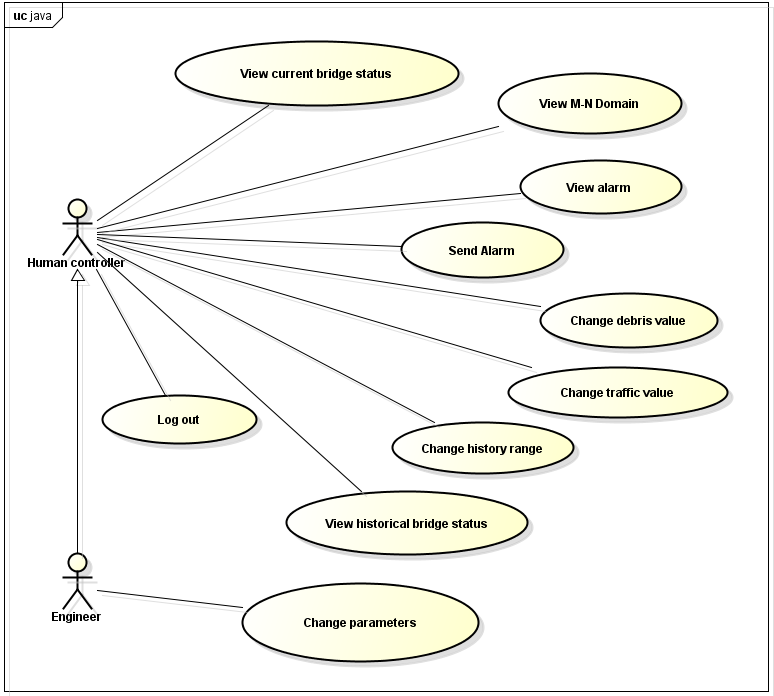 uc java
View current bridge status
View M-N Domain
View alarm
Human controller
Send Alarm
Change debris value
Change traffic value
Log out
Change history range
View historical bridge status
Engineer
Change parameters